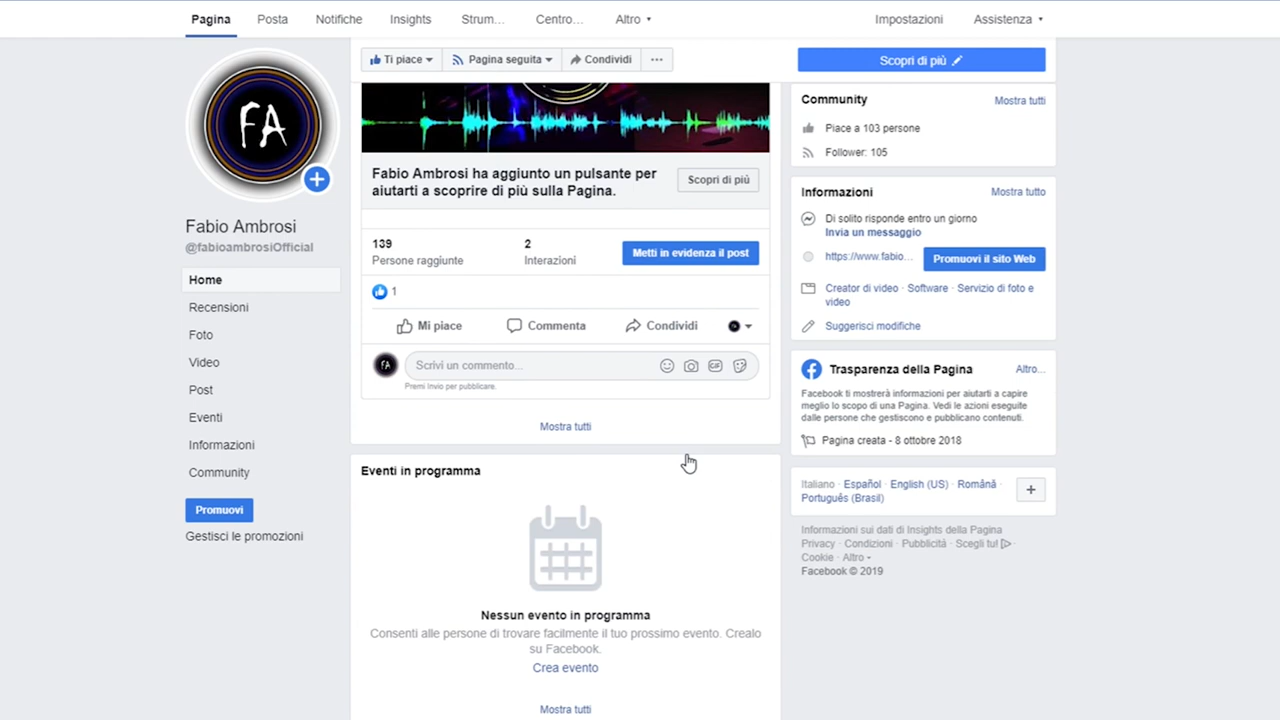 Pagina Posta Notifiche Insights Strum... Centro... Altro Impostazioni Assistenza
FA
Fabio Ambrosi
@fabioambrosiOfficial
Home
Recensioni
Foto
Video
Post
Eventi
Informazioni
Community
Promuovi
Gestisci le promozioni
Ti piace Pagina seguita Condividi ...
Scopri di più
Fabio Ambrosi ha aggiunto un pulsante per
aiutarti a scoprire di più sulla Pagina.
Scopri di più
139
Persone raggiunte
2
Interazioni
Metti in evidenza il post
1
Mi piace Commenta Condividi
FA
Scrivi un commento...
GIF
Premi Invio per pubblicare.
Mostra tutti
Eventi in programma
Nessun evento in programma
Consenti alle persone di trovare facilmente il tuo prossimo evento. Crealo
su Facebook.
Crea evento
Mostra tutti
Community Mostra tutti
Piace a 103 persone
Follower: 105
Informazioni Mostra tutto
Di solito risponde entro un giorno
Invia un messaggio
https://www.fabio... Promuovi il sito Web
Creator di video · Software · Servizio di foto e
video
Suggerisci modifiche
Trasparenza della Pagina Altro...
Facebook ti mostrerà informazioni per aiutarti a capire
meglio lo scopo di una Pagina. Vedi le azioni eseguite
dalle persone che gestiscono e pubblicano contenuti.
Pagina creata - 8 ottobre 2018
Italiano · Español · English (US) · Română ·
Português (Brasil)
Informazioni sui dati di Insights della Pagina
Privacy · Condizioni · Pubblicità · Scegli tu! ·
Cookie · Altro
Facebook © 2019